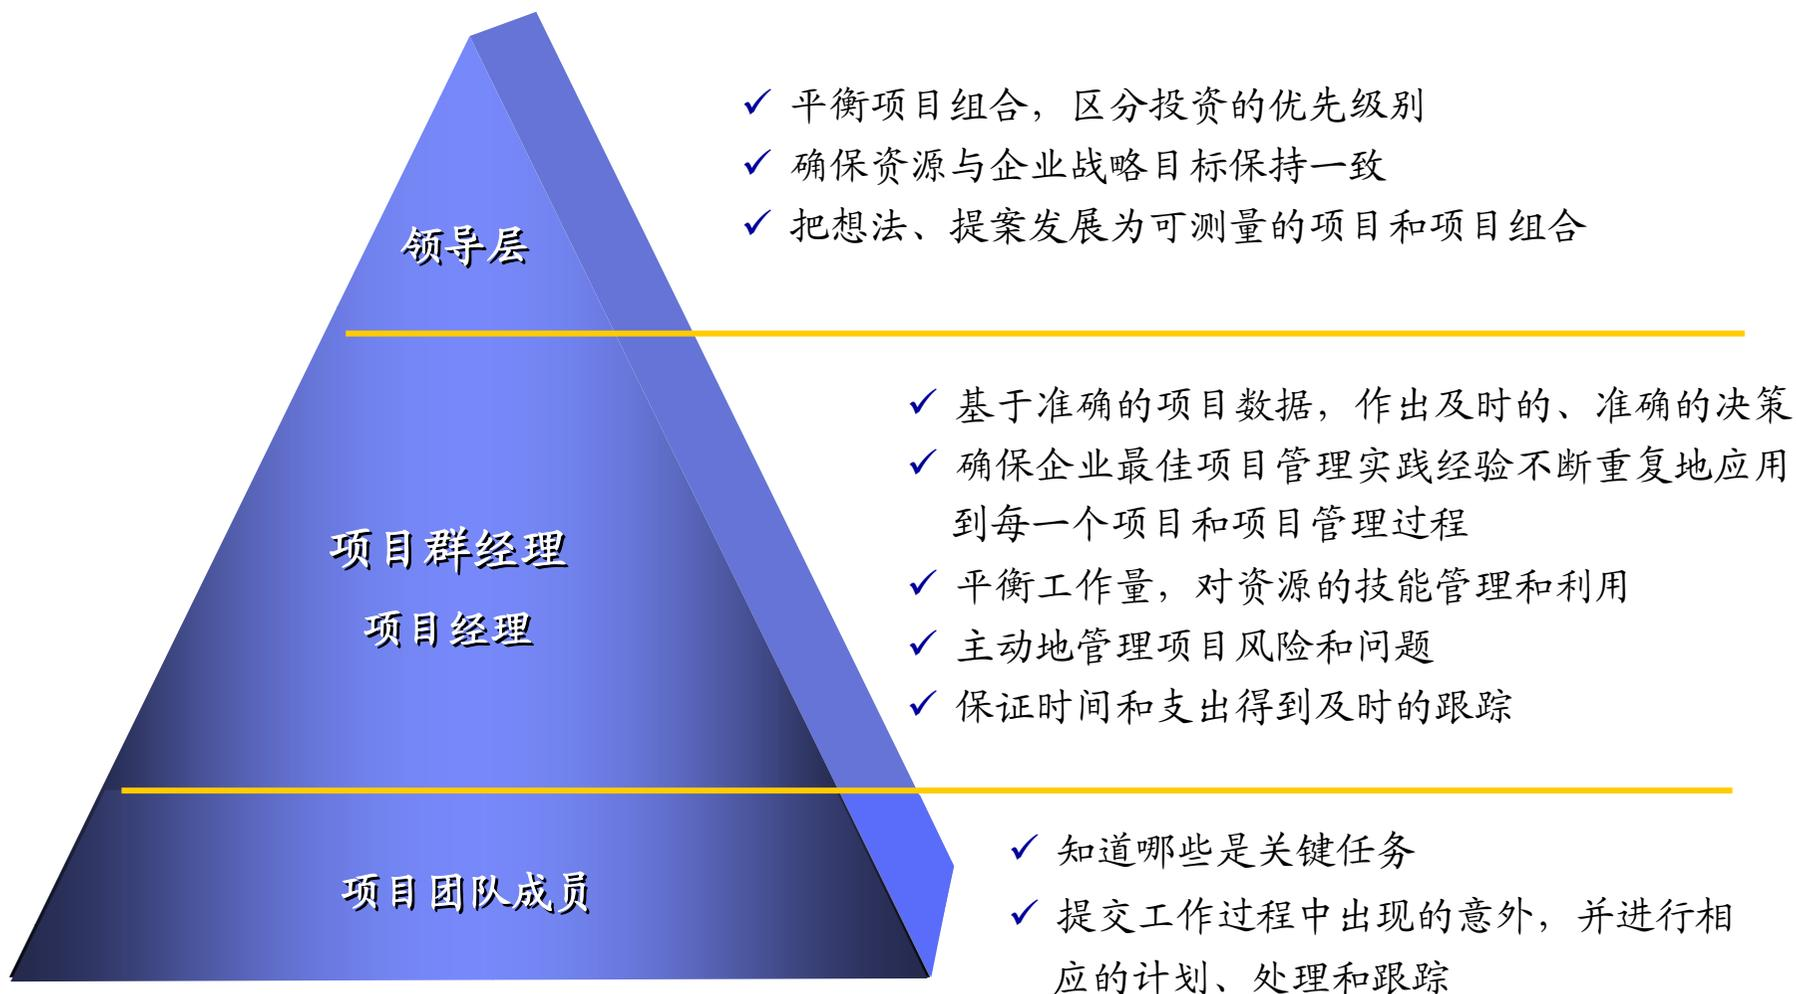 领导层
✓ 平衡项目组合，区分投资的优先级别
✓ 确保资源与企业战略目标保持一致
✓ 把想法、提案发展为可测量的项目和项目组合
项目群经理
项目经理
✓ 基于准确的项目数据，作出及时的、准确的决策
✓ 确保企业最佳项目管理实践经验不断重复地应用
到每一个项目和项目管理过程
✓ 平衡工作量，对资源的技能管理和利用
✓ 主动地管理项目风险和问题
✓ 保证时间和支出得到及时的跟踪
项目团队成员
✓ 知道哪些是关键任务
✓ 提交工作过程中出现的意外，并进行相
应的计划、处理和跟踪